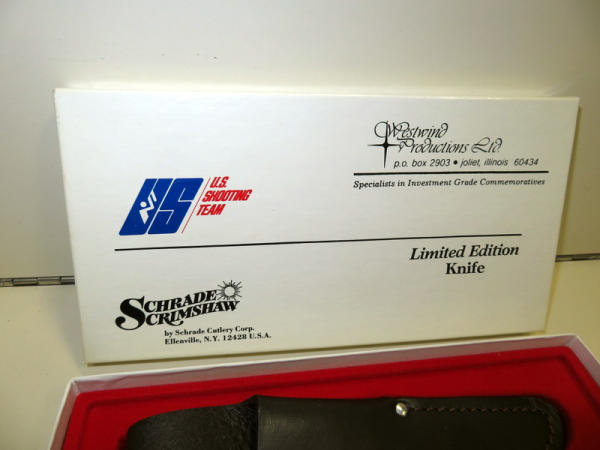 Westwind
Productions Ltd.
p.o. box 2903 • joliet, illinois 60434
Specialists in Investment Grade Commemoratives
US
U.S.
SHOOTING
TEAM
Limited Edition
Knife
SCHRADE
SCRIMSHAW
by Schrade Cutlery Corp.
Ellenville, N.Y. 12428 U.S.A.